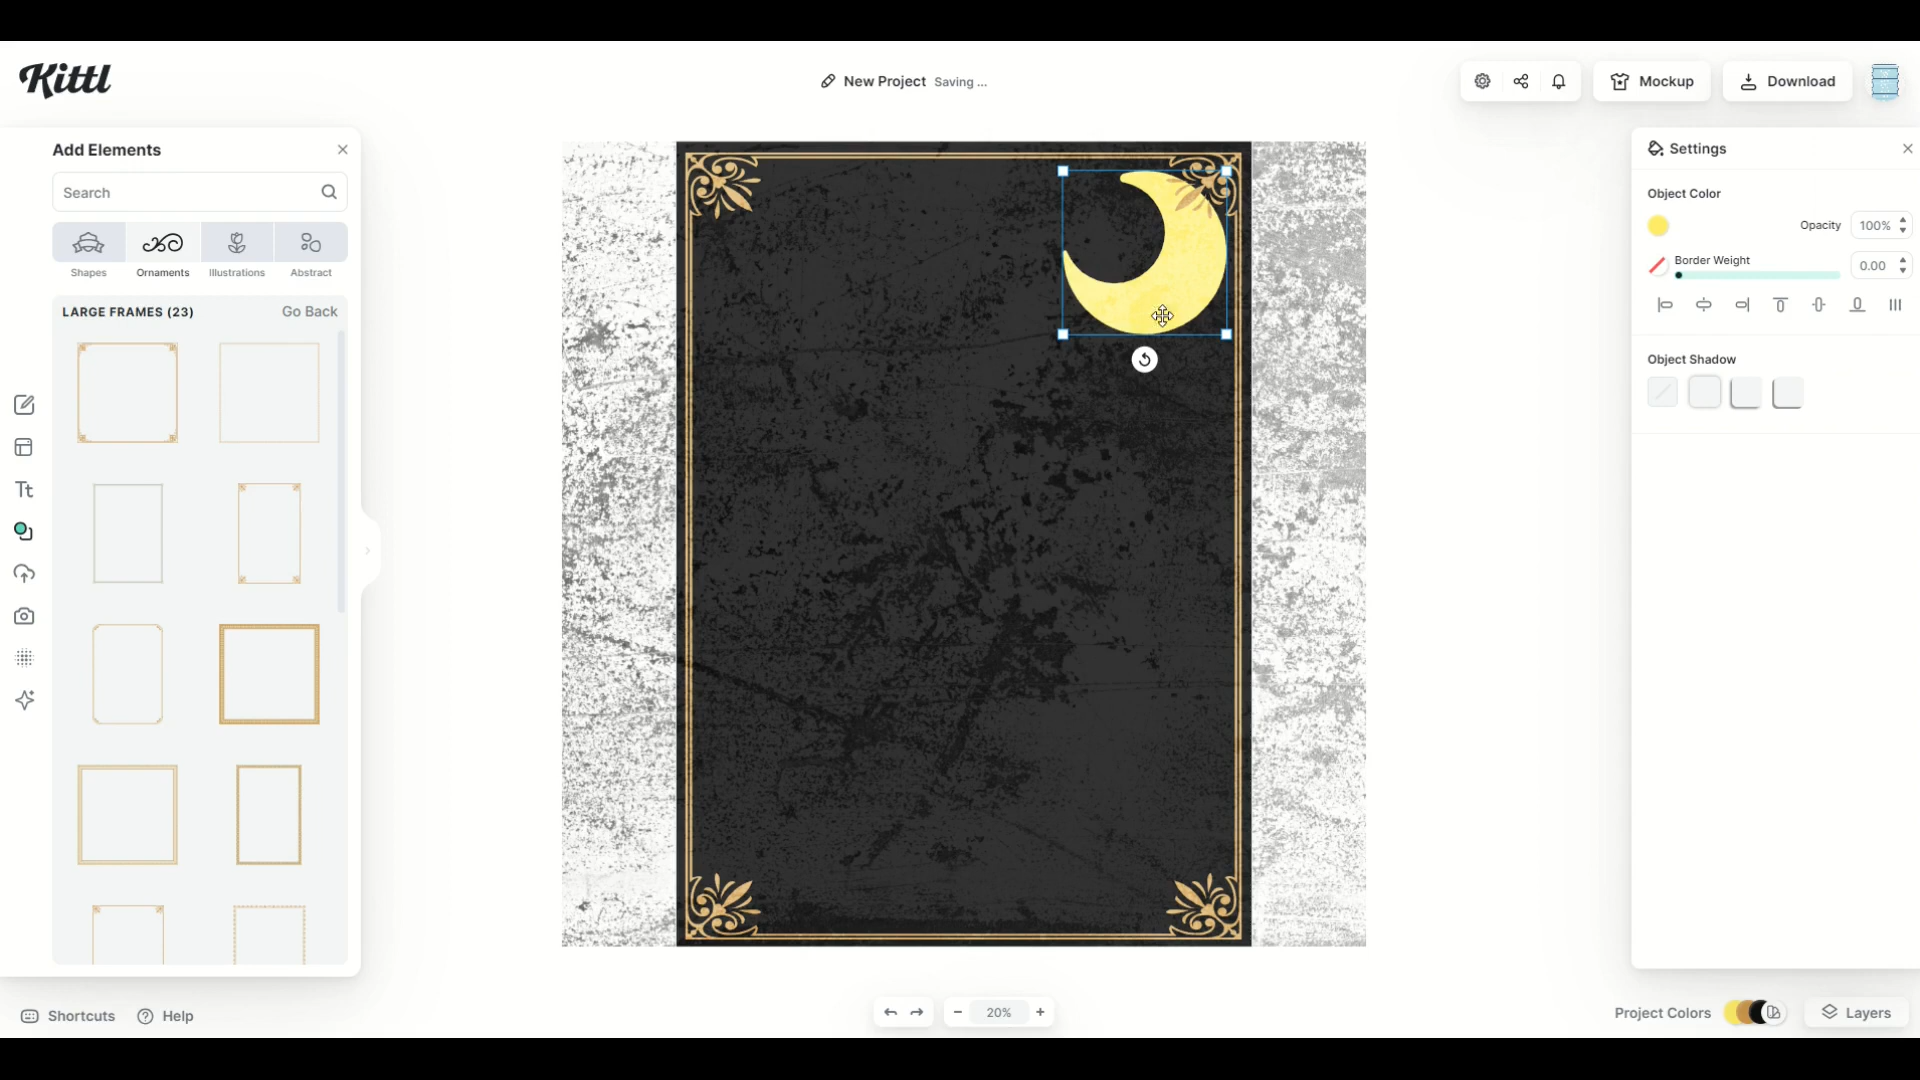 Kittl
New Project Saving ...
Mockup
Download
Add Elements
Search
Shapes
Ornaments
Illustrations
Abstract
LARGE FRAMES (23)
Go Back
Settings
Object Color
Opacity
100%
Border Weight
0.00
Object Shadow
Shortcuts
Help
20%
Project Colors
Layers